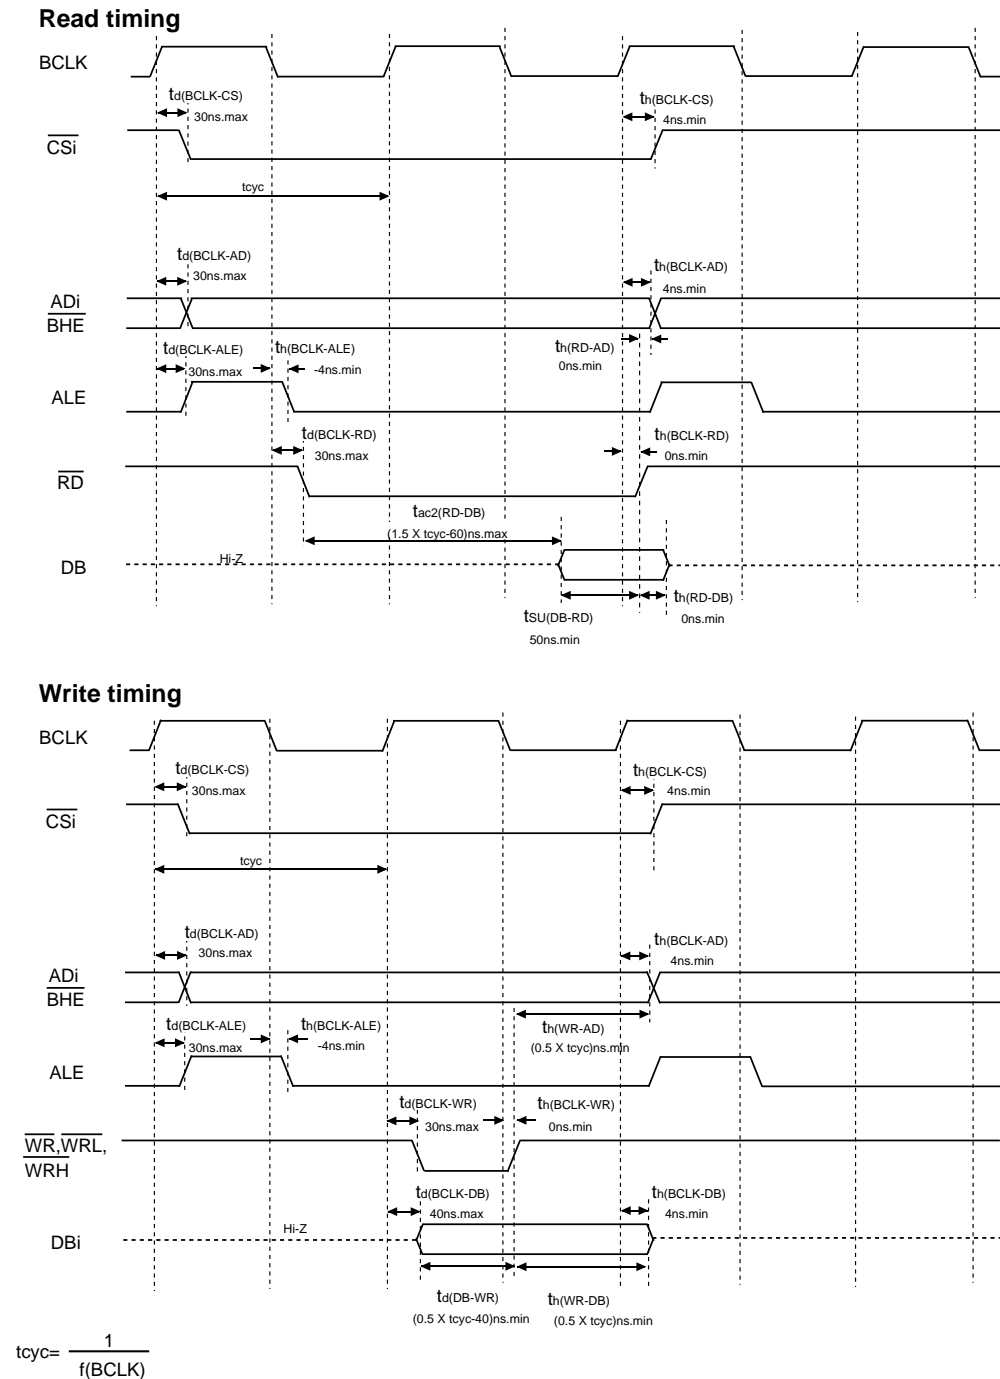 Read timing
BCLK
td(BCLK-CS)
30ns.max
th(BCLK-CS)
4ns.min
CSi
tcyc
td(BCLK-AD)
30ns.max
th(BCLK-AD)
4ns.min
ADi
BHE
td(BCLK-ALE)
30ns.max
th(BCLK-ALE)
-4ns.min
th(RD-AD)
0ns.min
ALE
td(BCLK-RD)
30ns.max
th(BCLK-RD)
0ns.min
RD
tac2(RD-DB)
(1.5 X tcyc-60)ns.max
DB
Hi-Z
tSU(DB-RD)
50ns.min
th(RD-DB)
0ns.min
Write timing
BCLK
td(BCLK-CS)
30ns.max
th(BCLK-CS)
4ns.min
CSi
tcyc
td(BCLK-AD)
30ns.max
th(BCLK-AD)
4ns.min
ADi
BHE
td(BCLK-ALE)
30ns.max
th(BCLK-ALE)
-4ns.min
th(WR-AD)
(0.5 X tcyc)ns.min
ALE
td(BCLK-WR)
30ns.max
th(BCLK-WR)
0ns.min
WR,WRL,
WRH
td(BCLK-DB)
40ns.max
th(BCLK-DB)
4ns.min
DBi
Hi-Z
td(DB-WR)
(0.5 X tcyc-40)ns.min
th(WR-DB)
(0.5 X tcyc)ns.min
tcyc= 1
f(BCLK)